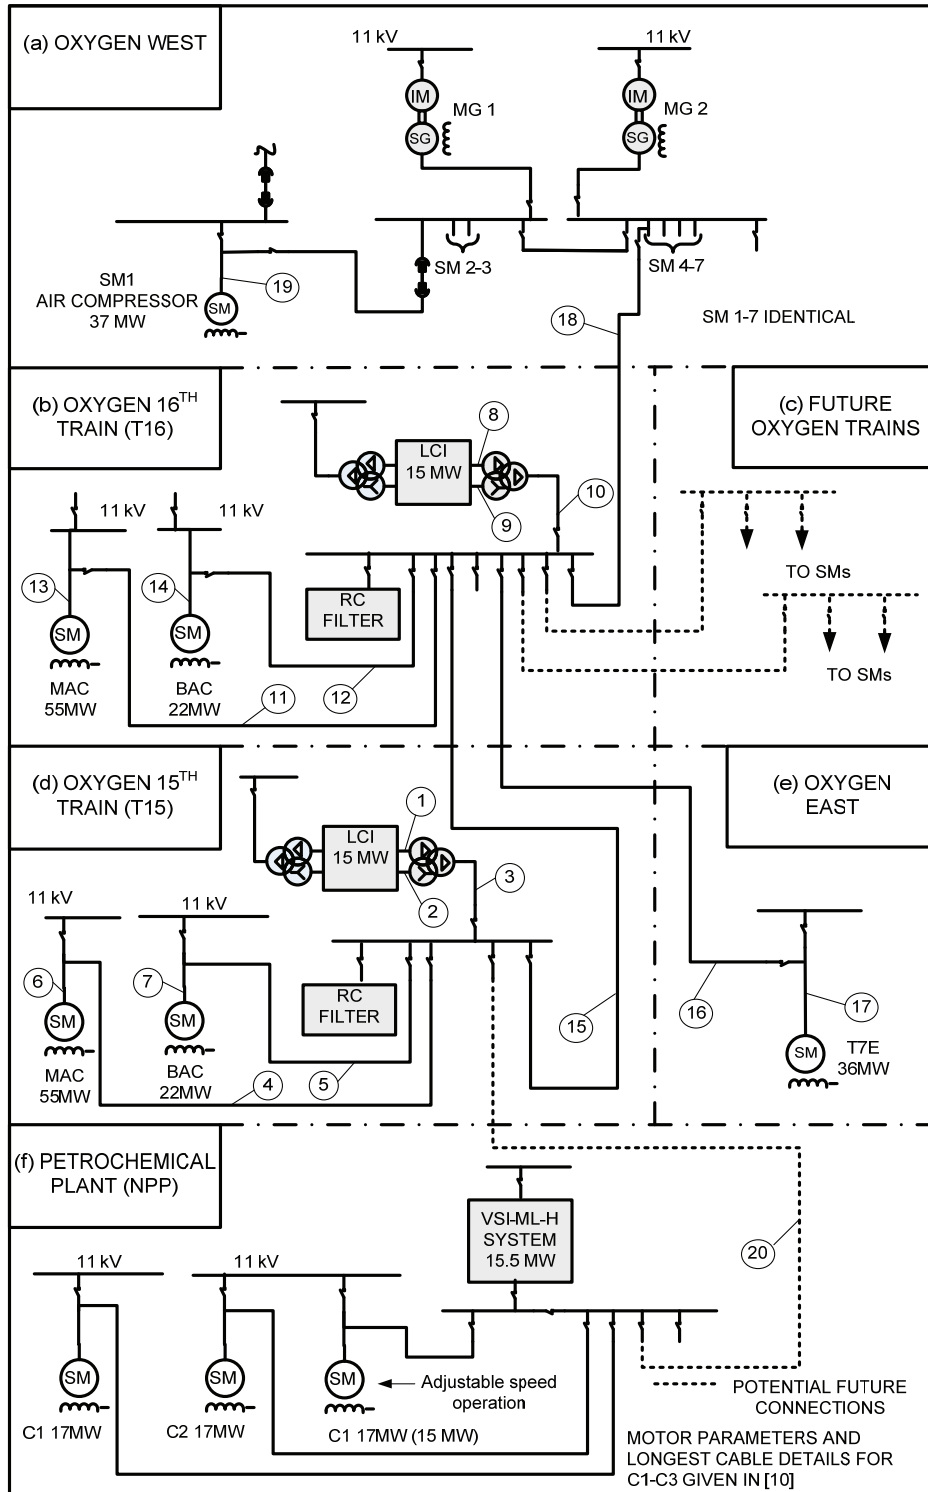 (a) OXYGEN WEST
11 kV
11 kV
IM
MG 1
SG
IM
MG 2
SG
SM1
AIR COMPRESSOR
37 MW
19
SM
SM 2-3
SM 4-7
18
SM 1-7 IDENTICAL
(b) OXYGEN 16TH
TRAIN (T16)
(c) FUTURE
OXYGEN TRAINS
LCI
15 MW
8
9
10
11 kV
11 kV
13
14
SM
SM
MAC
55MW
BAC
22MW
RC
FILTER
12
11
TO SMs
TO SMs
(d) OXYGEN 15TH
TRAIN (T15)
(e) OXYGEN
EAST
LCI
15 MW
1
2
3
11 kV
11 kV
6
7
SM
SM
MAC
55MW
BAC
22MW
RC
FILTER
4
5
15
16
17
SM
T7E
36MW
(f) PETROCHEMICAL
PLANT (NPP)
VSI-ML-H
SYSTEM
15.5 MW
20
11 kV
11 kV
SM
SM
SM
Adjustable speed
operation
C1 17MW
C2 17MW
C1 17MW (15 MW)
POTENTIAL FUTURE
CONNECTIONS
MOTOR PARAMETERS AND
LONGEST CABLE DETAILS FOR
C1-C3 GIVEN IN [10]